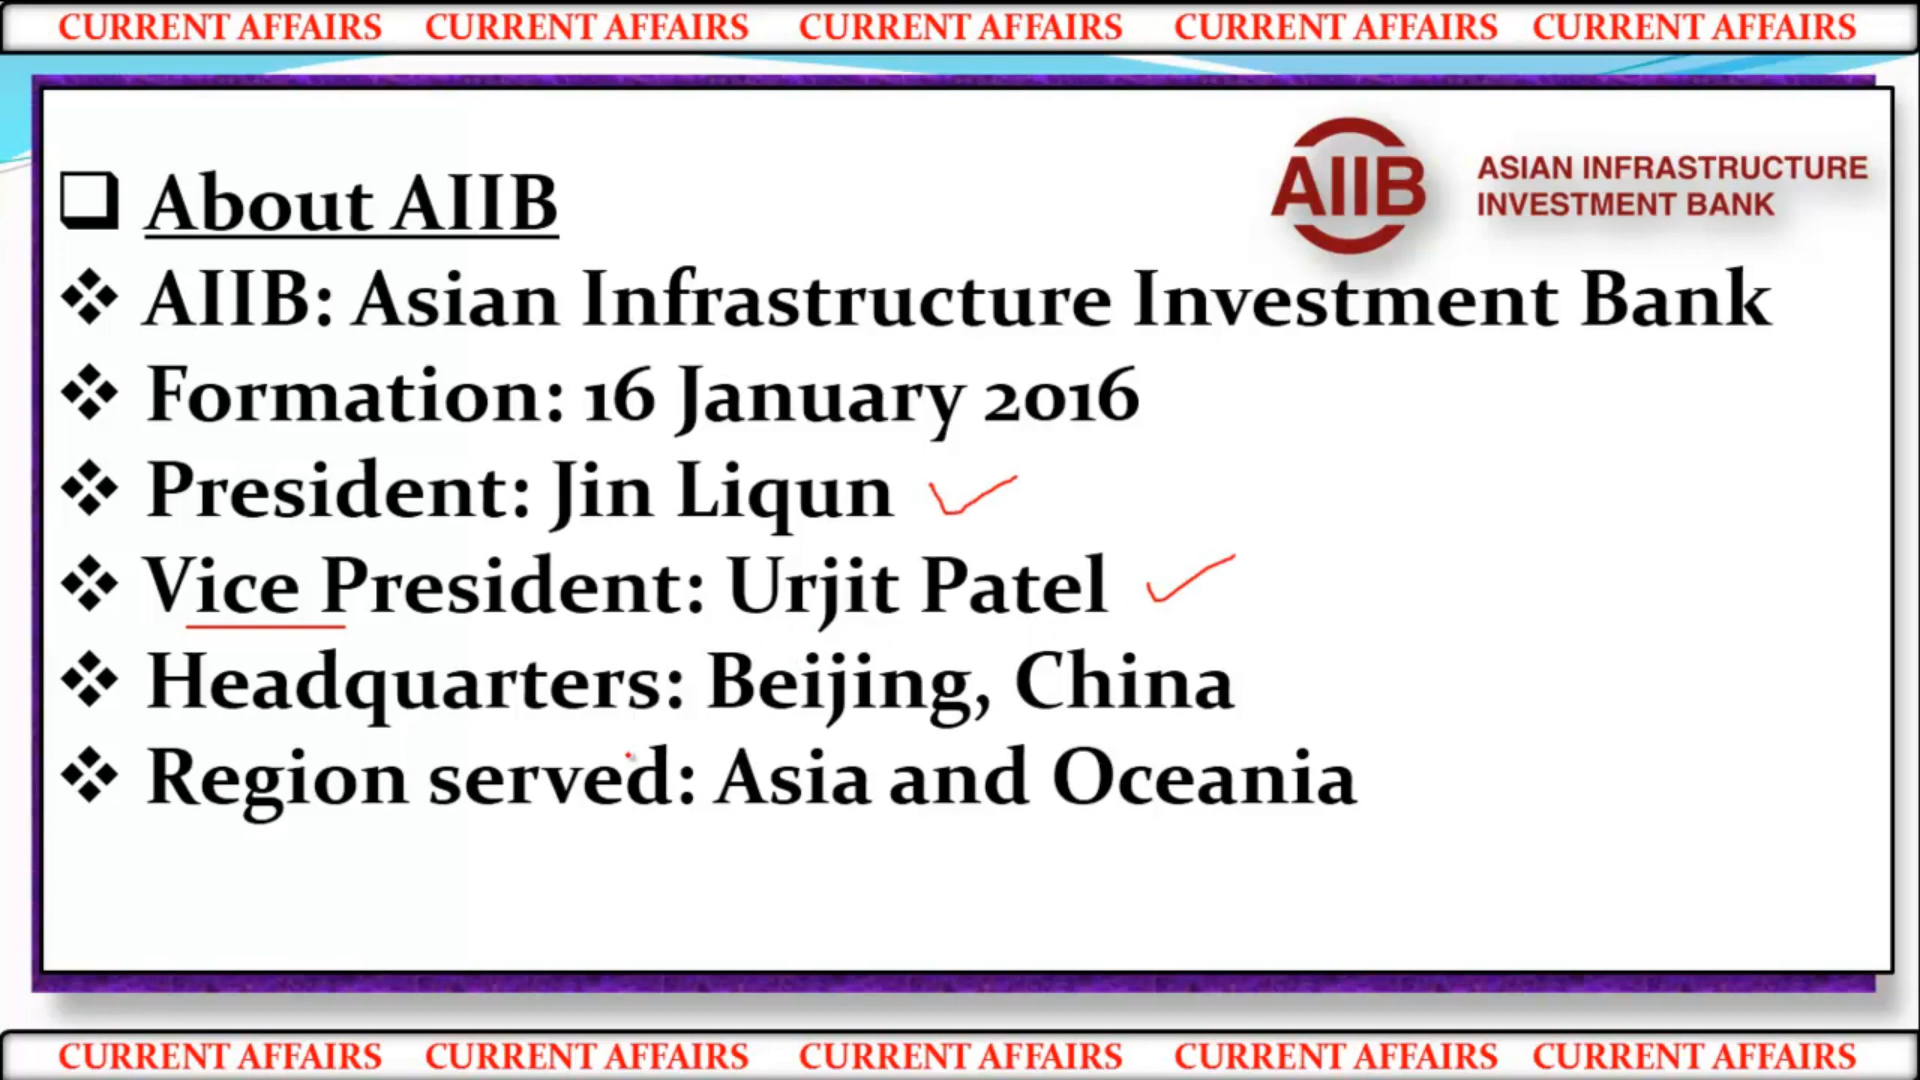 CURRENT AFFAIRS CURRENT AFFAIRS CURRENT AFFAIRS CURRENT AFFAIRS CURRENT AFFAIRS
AIIB ASIAN INFRASTRUCTURE
INVESTMENT BANK
About AIIB
AIIB: Asian Infrastructure Investment Bank
Formation: 16 January 2016
President: Jin Liqun
Vice President: Urjit Patel
Headquarters: Beijing, China
Region served: Asia and Oceania
CURRENT AFFAIRS CURRENT AFFAIRS CURRENT AFFAIRS CURRENT AFFAIRS CURRENT AFFAIRS